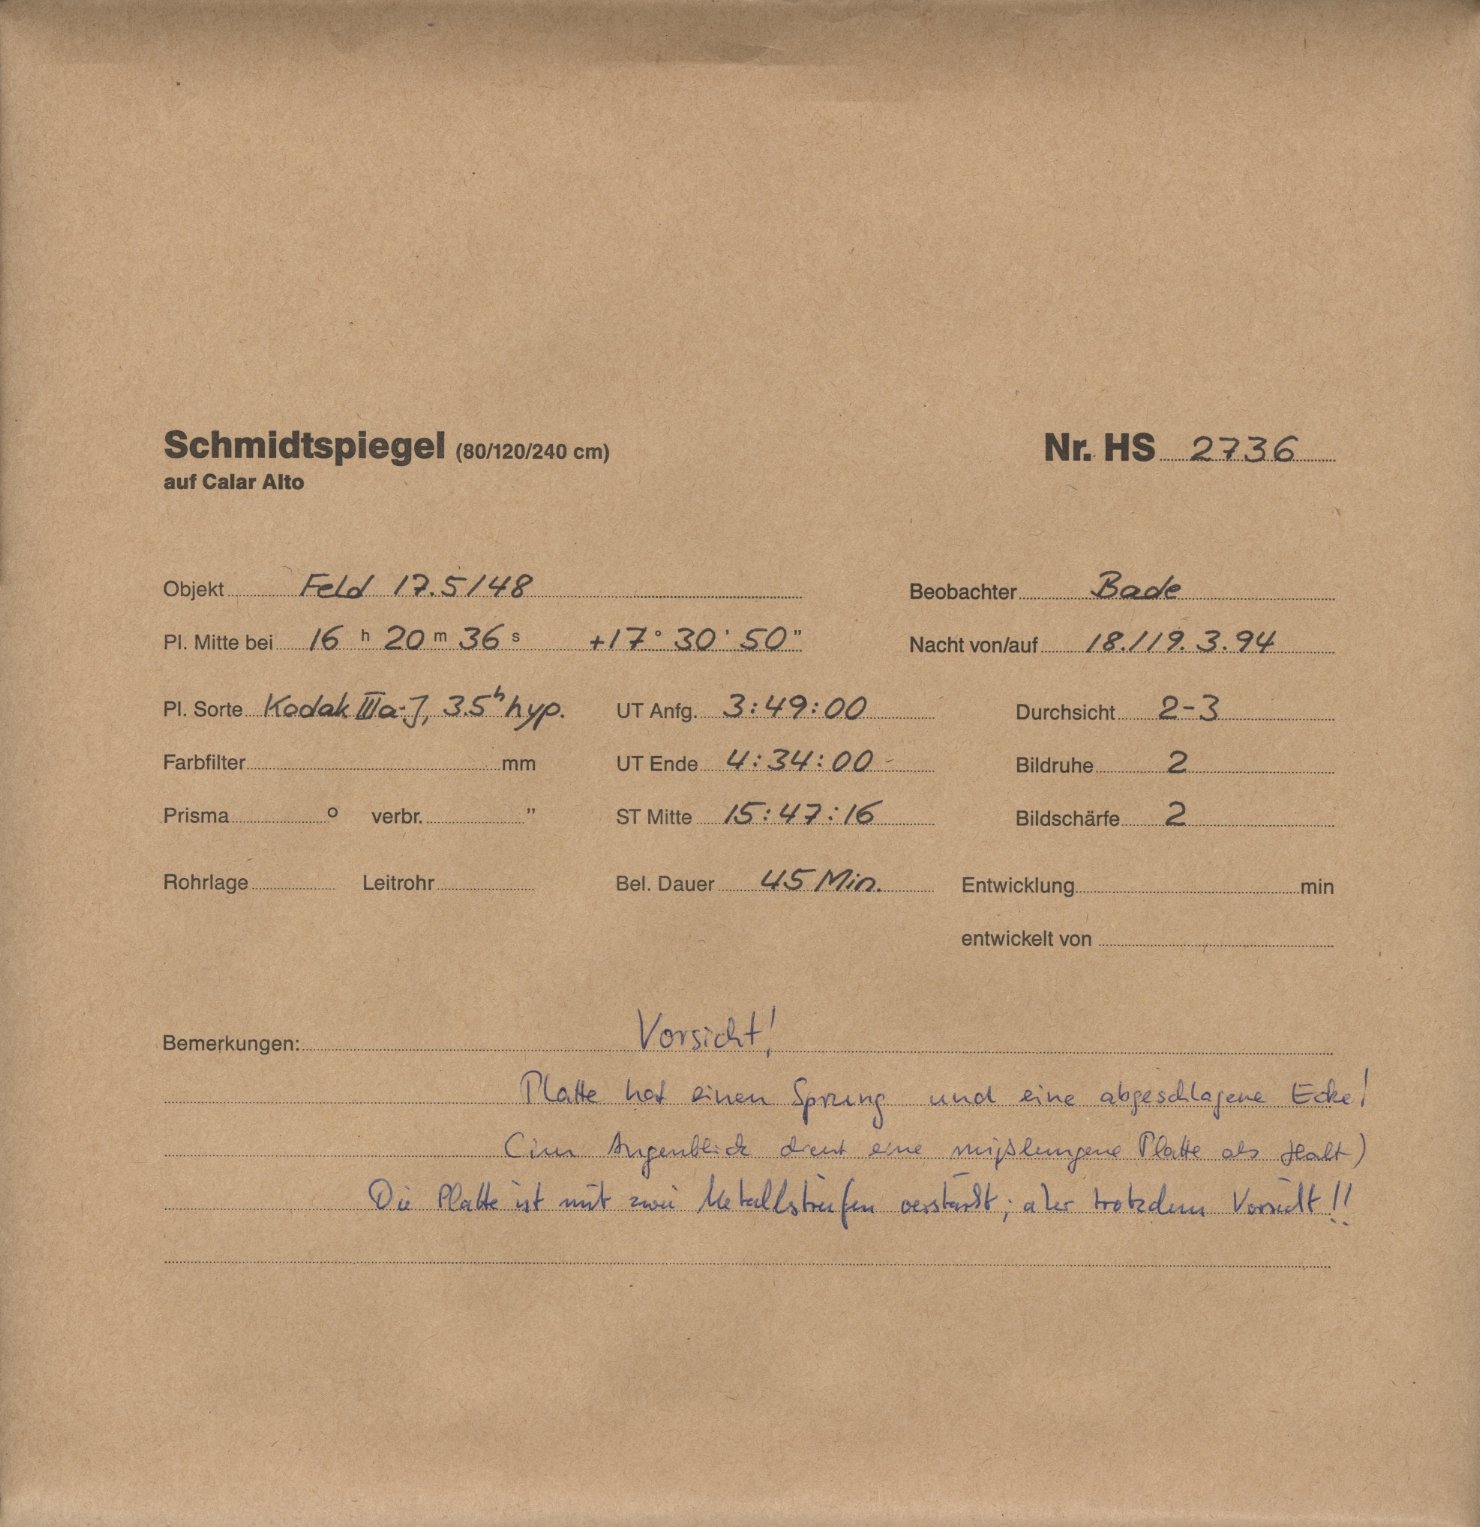 Schmidtspiegel (80/120/240 cm) Nr. HS 2736
auf Calar Alto
Objekt Feld 17.5/48 Beobachter Bade
Pl. Mitte bei 16 h 20 m 36 s +17° 30' 50" Nacht von/auf 18./19.3.94
Pl. Sorte Kodak IIIa-J, 3.5h hyp. UT Anfg. 3:49:00 Durchsicht 2-3
Farbfilter mm UT Ende 4:34:00 Bildruhe 2
Prisma ° verbr. " ST Mitte 15:47:16 Bildschärfe 2
Rohrlage Leitrohr Bel. Dauer 45 Min. Entwicklung min
entwickelt von
Bemerkungen: Vorsicht!
Platte hat einen Sprung und eine abgeschlagene Ecke!
(im Augenblick dient eine mißlungene Platte als Halt)
Die Platte ist mit zwei Metallstreifen verstärkt; aber trotzdem Vorsicht!!